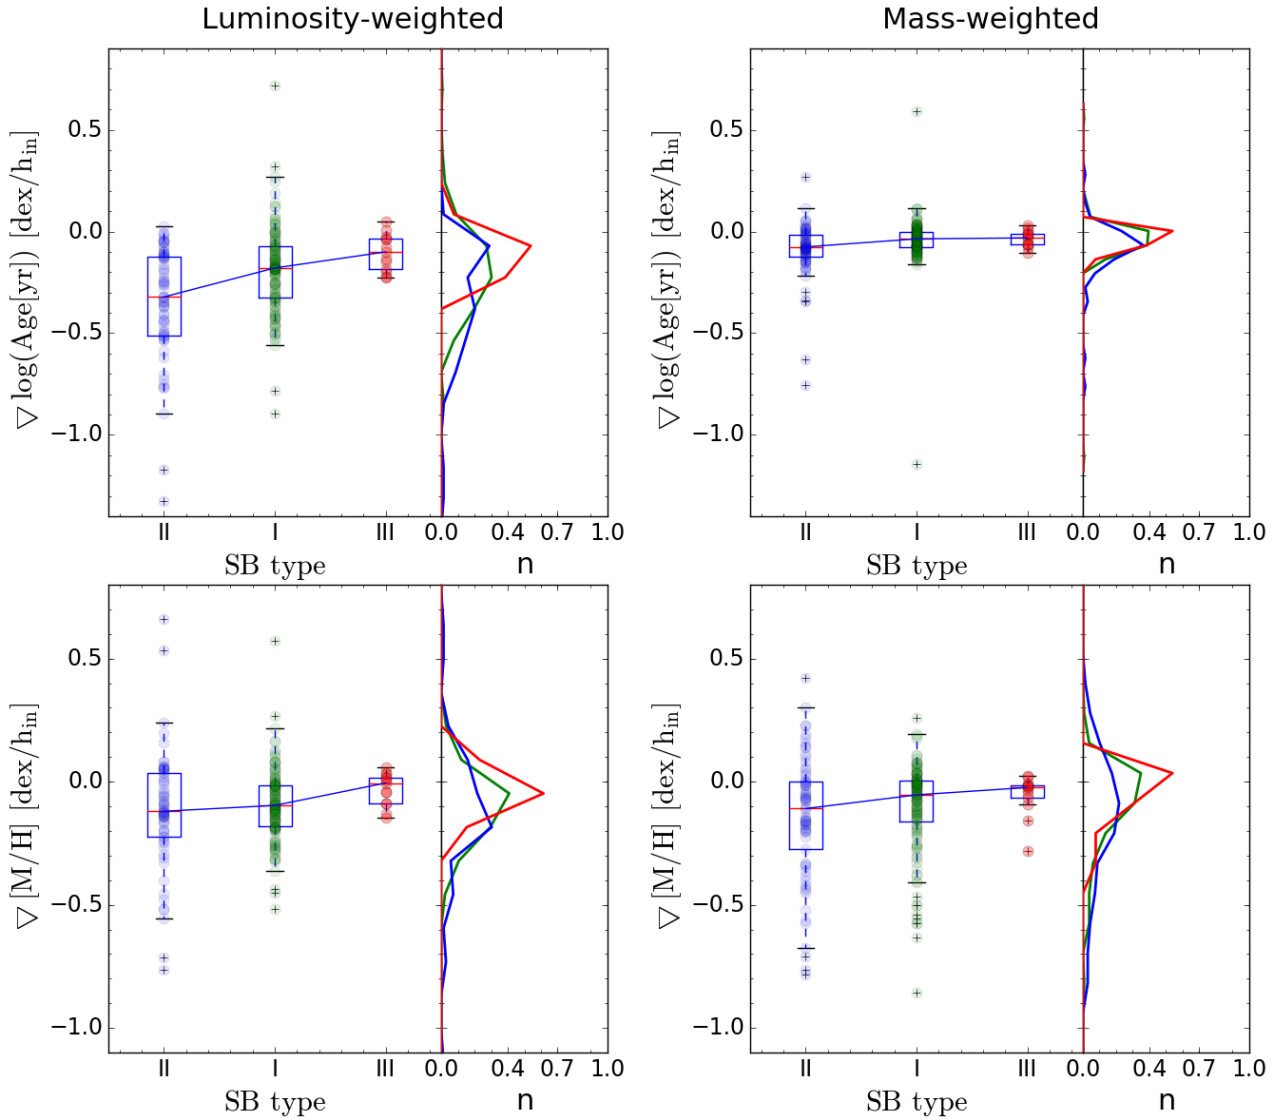 Luminosity-weighted
Mass-weighted
▽log(Age[yr]) [dex/h_in]
0.5
0.0
−0.5
−1.0
II I III 0.0 0.4 0.7 1.0
SB type n
▽log(Age[yr]) [dex/h_in]
0.5
0.0
−0.5
−1.0
II I III 0.0 0.4 0.7 1.0
SB type n
▽[M/H] [dex/h_in]
0.5
0.0
−0.5
−1.0
II I III 0.0 0.4 0.7 1.0
SB type n
▽[M/H] [dex/h_in]
0.5
0.0
−0.5
−1.0
II I III 0.0 0.4 0.7 1.0
SB type n